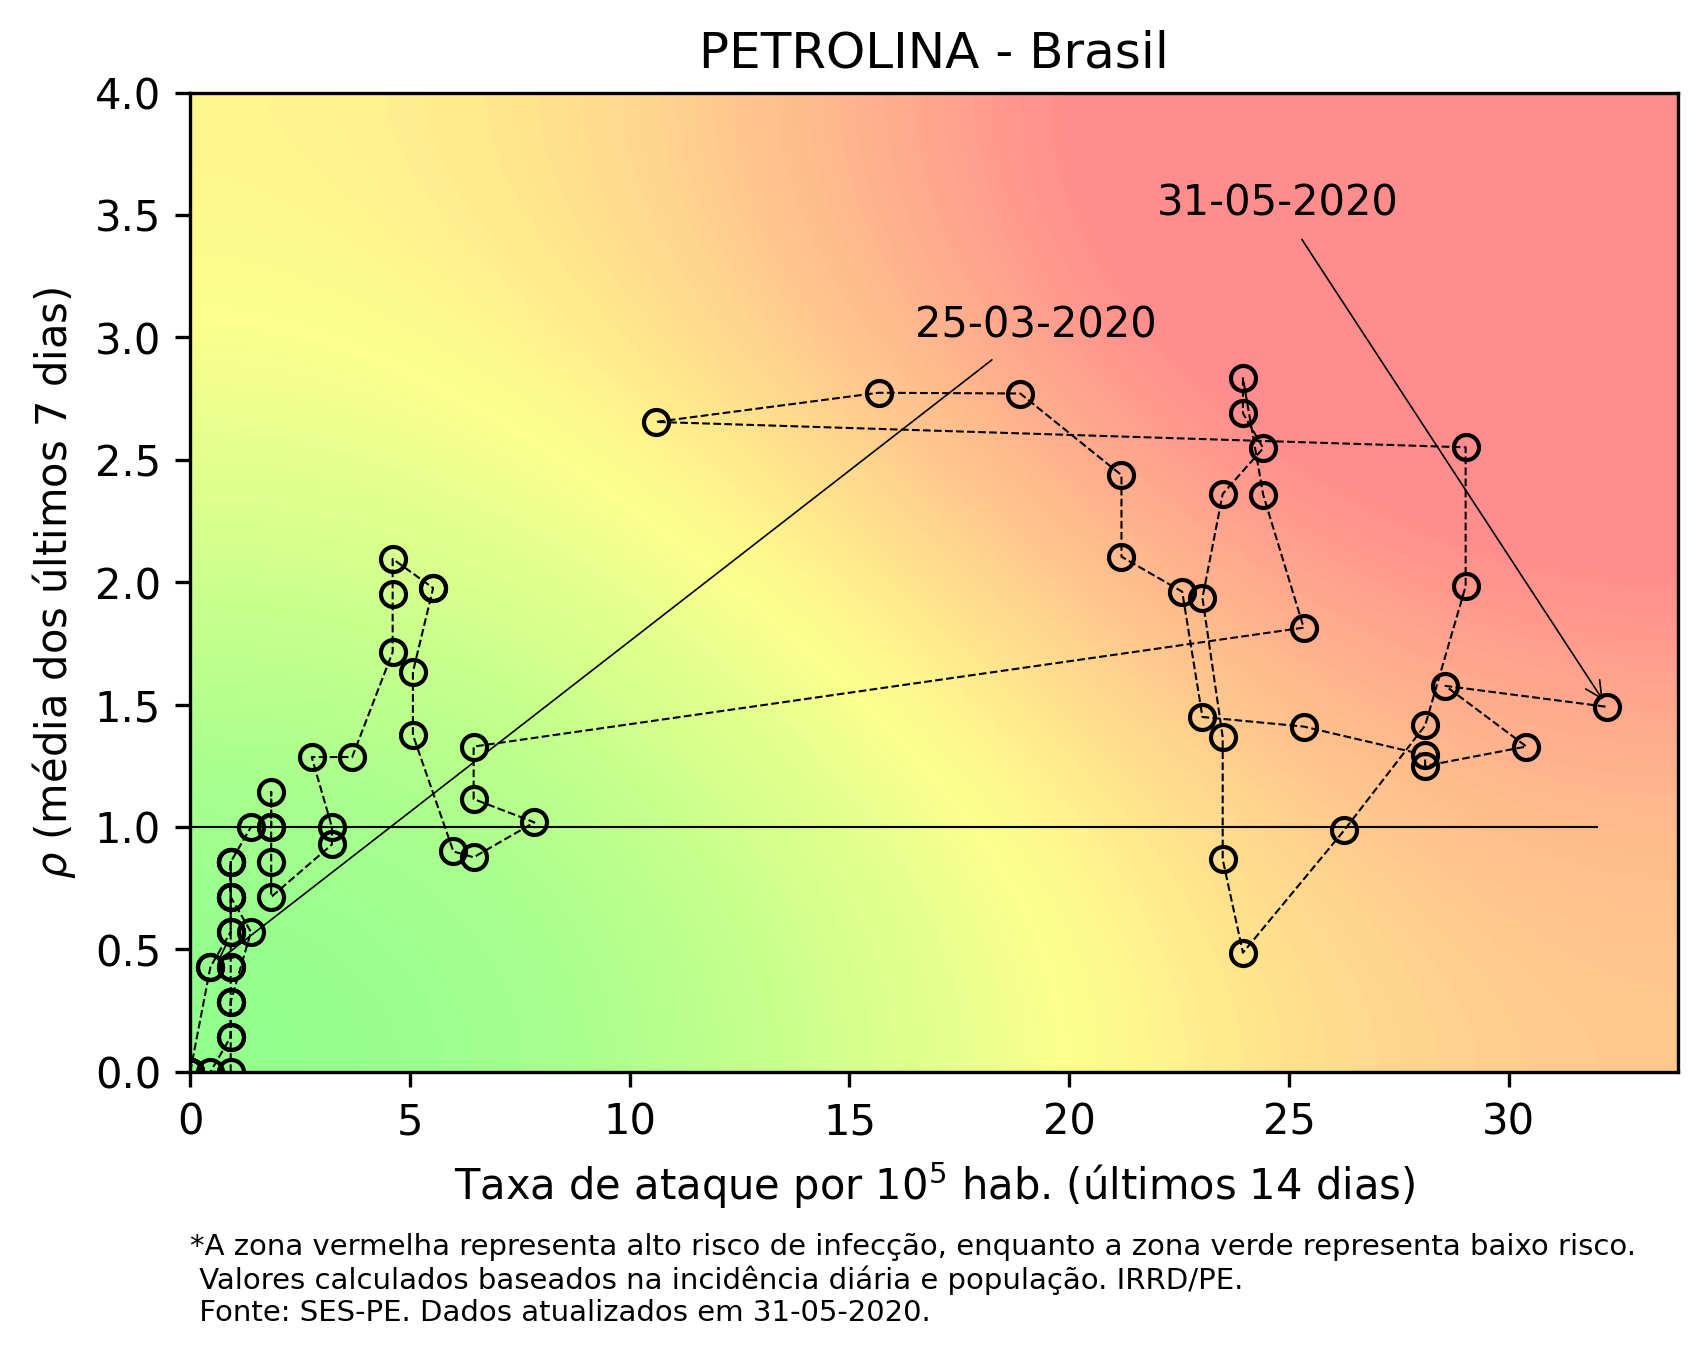 PETROLINA - Brasil
4.0
3.5
3.0
2.5
2.0
1.5
1.0
0.5
0.0
ρ (média dos últimos 7 dias)
31-05-2020
25-03-2020
0 5 10 15 20 25 30
Taxa de ataque por 10⁵ hab. (últimos 14 dias)
*A zona vermelha representa alto risco de infecção, enquanto a zona verde representa baixo risco.
Valores calculados baseados na incidência diária e população. IRRD/PE.
Fonte: SES-PE. Dados atualizados em 31-05-2020.